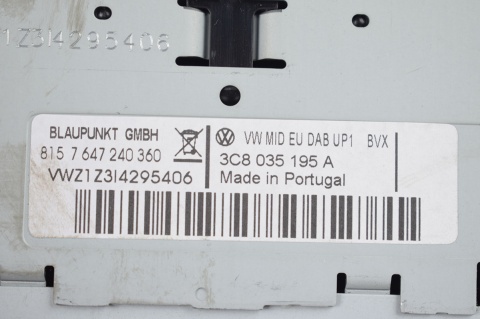 1Z3I4295406
BLAUPUNKT GMBH
815 7 647 240 360
VWZ1Z3I4295406
VW MID EU DAB UP1 BVX
3C8 035 195 A
Made in Portugal